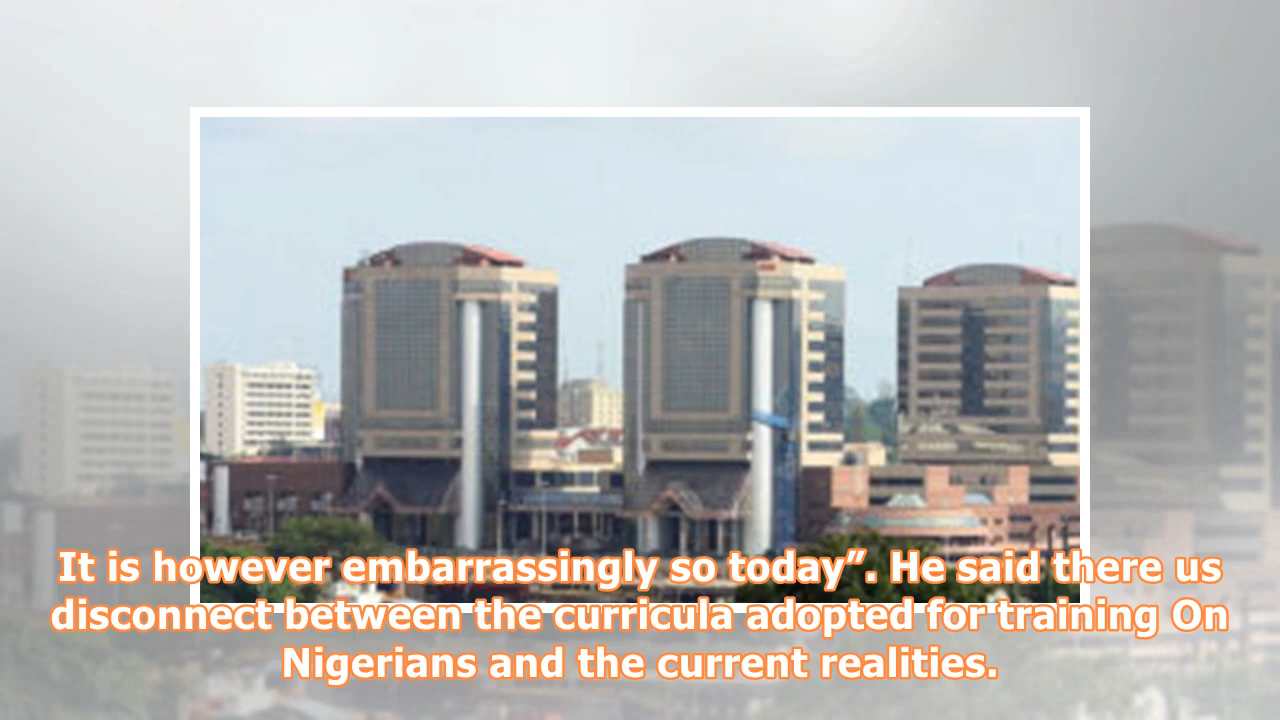 It is however embarrassingly so today”. He said there us
disconnect between the curricula adopted for training On
Nigerians and the current realities.